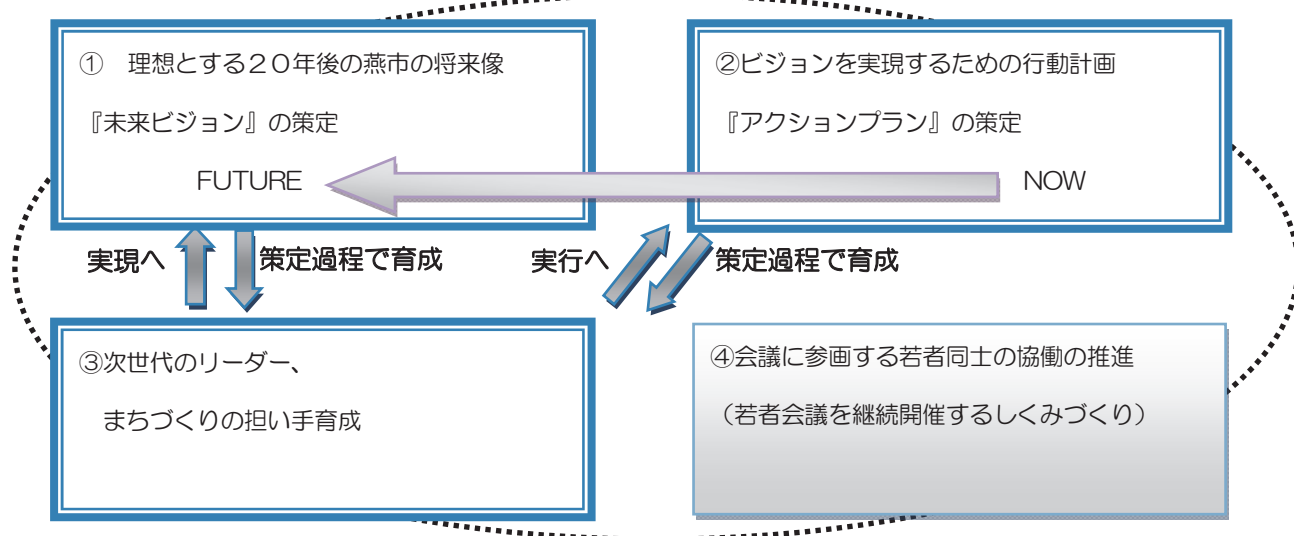 ① 理想とする２０年後の燕市の将来像
『未来ビジョン』の策定
FUTURE
②ビジョンを実現するための行動計画
『アクションプラン』の策定
NOW
実現へ
策定過程で育成
実行へ
策定過程で育成
③次世代のリーダー、
まちづくりの担い手育成
④会議に参画する若者同士の協働の推進
（若者会議を継続開催するしくみづくり）